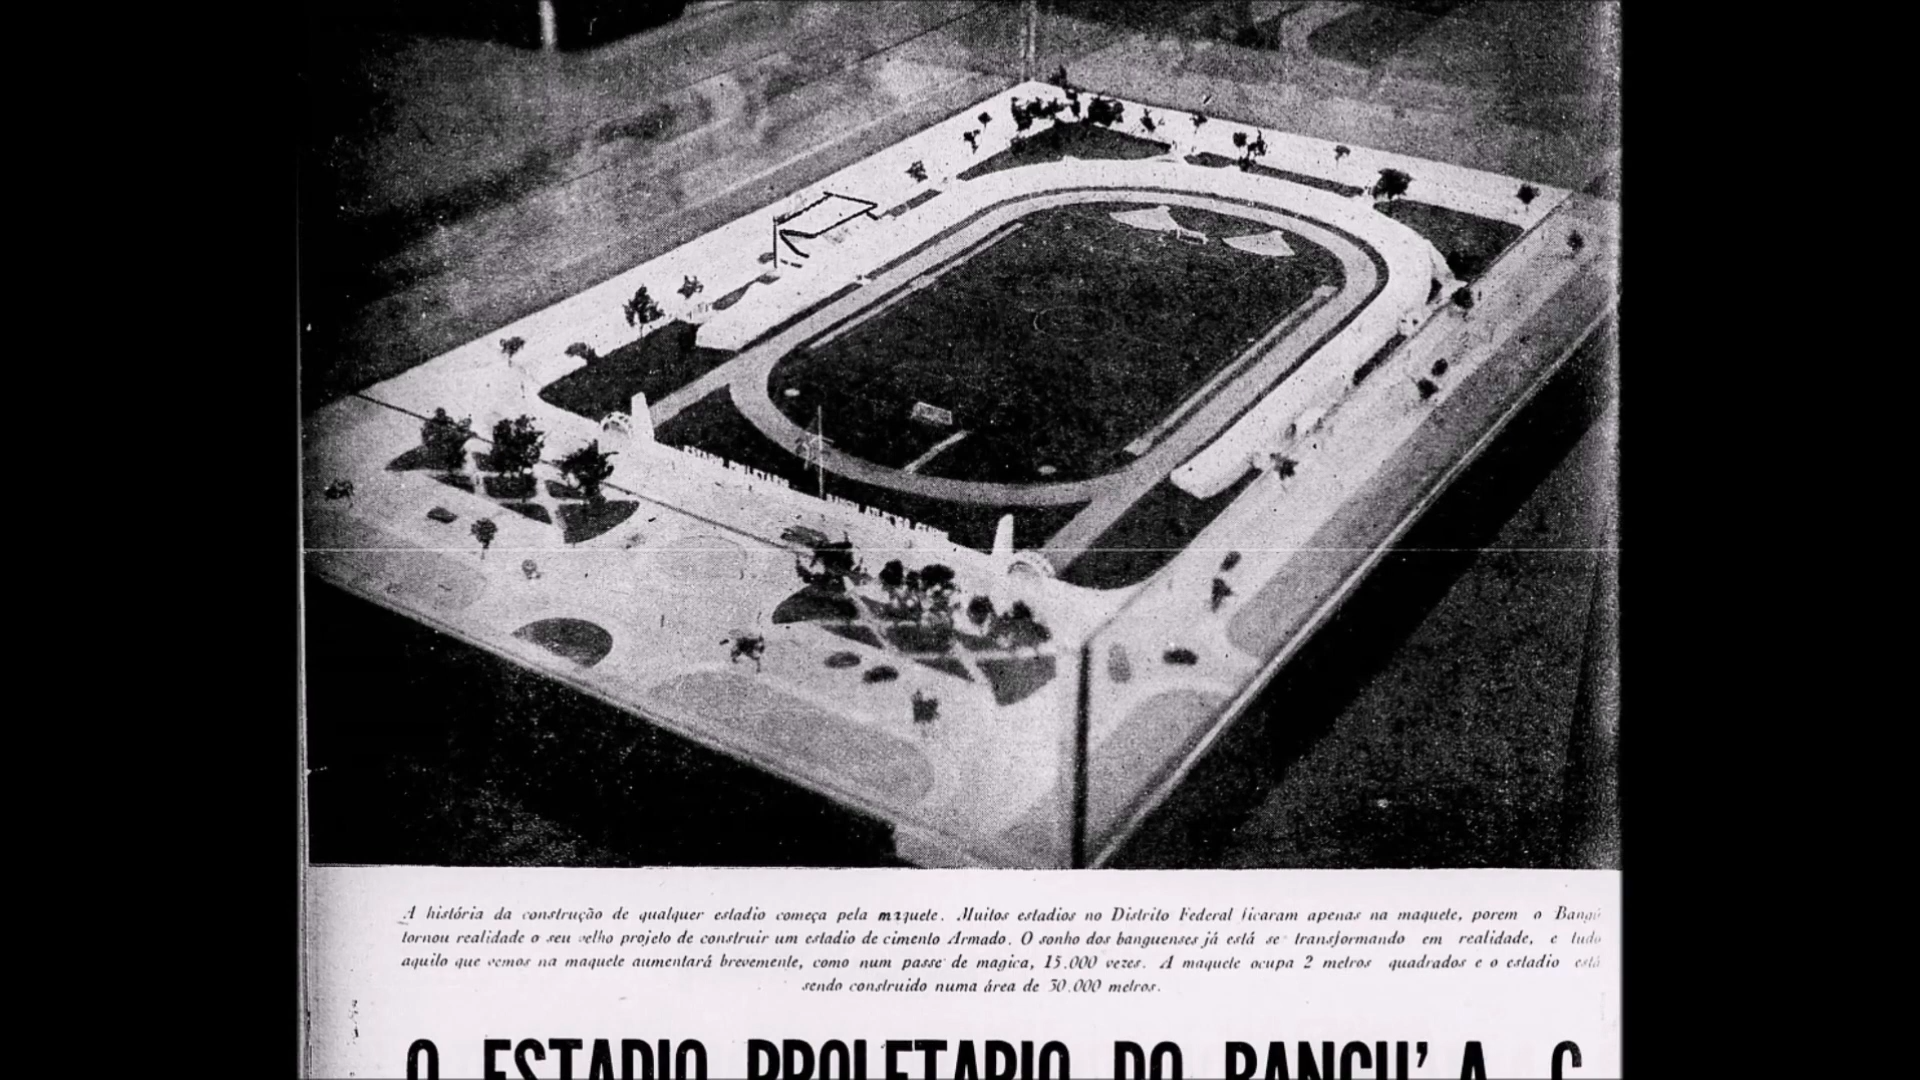 A história da construção de qualquer estadio começa pela maquete. Muitos estadios no Distrito Federal ficaram apenas na maquete, porem o Bangú
tornou realidade o seu velho projeto de construir um estadio de cimento Armado. O sonho dos banguenses já está se transformando em realidade, e tudo
aquilo que vemos na maquete aumentará brevemente, como num passe de magica, 15.000 vezes. A maquete ocupa 2 metros quadrados e o estadio está
sendo construido numa área de 30.000 metros.
O ESTADIO PROLETARIO DO BANGU' A. C.